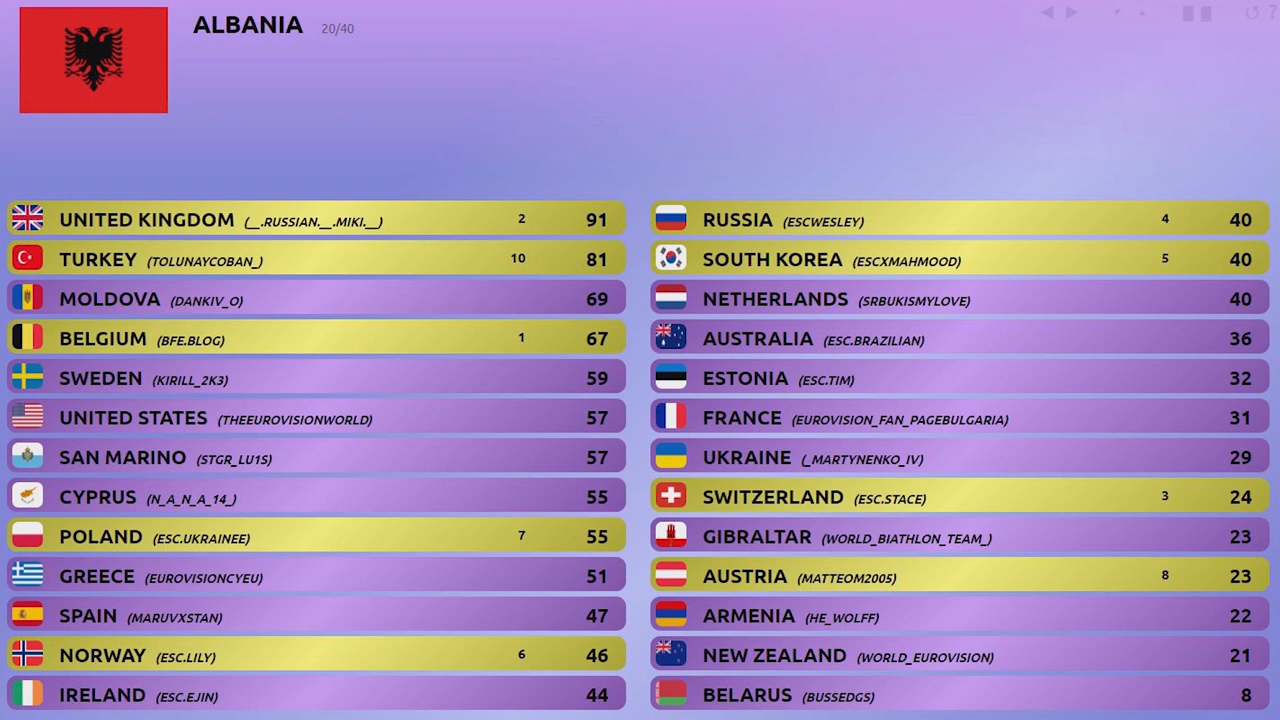 ALBANIA 20/40
UNITED KINGDOM (__.RUSSIAN.__.MIKI.__) 2 91
TURKEY (TOLUNAYCOBAN_) 10 81
MOLDOVA (DANKIV_O) 69
BELGIUM (BFE.BLOG) 1 67
SWEDEN (KIRILL_2K3) 59
UNITED STATES (THEEUROVISIONWORLD) 57
SAN MARINO (STGR_LU1S) 57
CYPRUS (N_A_N_A_14_) 55
POLAND (ESC.UKRAINEE) 7 55
GREECE (EUROVISIONCYEU) 51
SPAIN (MARUVXSTAN) 47
NORWAY (ESC.LILY) 6 46
IRELAND (ESC.EJIN) 44
RUSSIA (ESCWESLEY) 4 40
SOUTH KOREA (ESCXMAHMOOD) 5 40
NETHERLANDS (SRBUKISMYLOVE) 40
AUSTRALIA (ESC.BRAZILIAN) 36
ESTONIA (ESC.TIM) 32
FRANCE (EUROVISION_FAN_PAGEBULGARIA) 31
UKRAINE (_MARTYNENKO_IV) 29
SWITZERLAND (ESC.STACE) 3 24
GIBRALTAR (WORLD_BIATHLON_TEAM_) 23
AUSTRIA (MATTEOM2005) 8 23
ARMENIA (HE_WOLFF) 22
NEW ZEALAND (WORLD_EUROVISION) 21
BELARUS (BUSSEDGS) 8